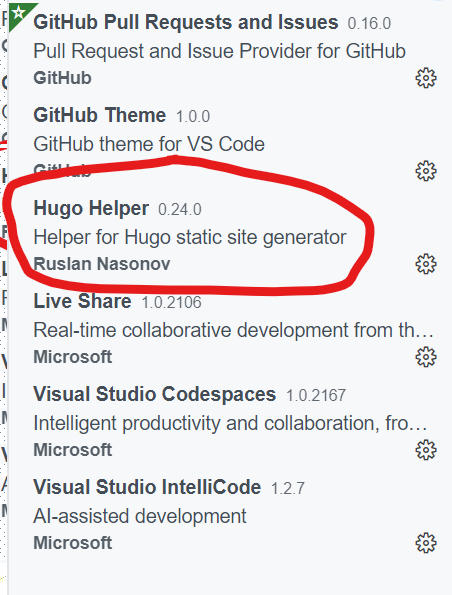 GitHub Pull Requests and Issues 0.16.0
Pull Request and Issue Provider for GitHub
GitHub
GitHub Theme 1.0.0
GitHub theme for VS Code
GitHub
Hugo Helper 0.24.0
Helper for Hugo static site generator
Ruslan Nasonov
Live Share 1.0.2106
Real-time collaborative development from th…
Microsoft
Visual Studio Codespaces 1.0.2167
Intelligent productivity and collaboration, fro…
Microsoft
Visual Studio IntelliCode 1.2.7
AI-assisted development
Microsoft